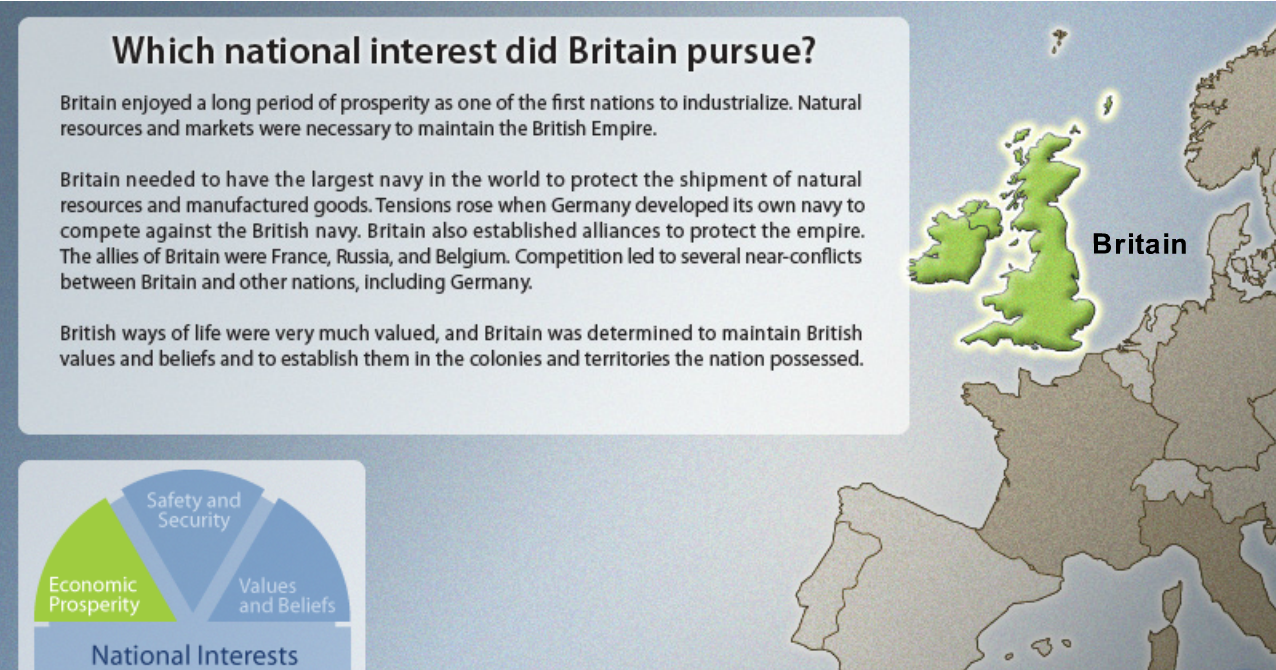 Which national interest did Britain pursue?
Britain enjoyed a long period of prosperity as one of the first nations to industrialize. Natural
resources and markets were necessary to maintain the British Empire.
Britain needed to have the largest navy in the world to protect the shipment of natural
resources and manufactured goods. Tensions rose when Germany developed its own navy to
compete against the British navy. Britain also established alliances to protect the empire.
The allies of Britain were France, Russia, and Belgium. Competition led to several near-conflicts
between Britain and other nations, including Germany.
British ways of life were very much valued, and Britain was determined to maintain British
values and beliefs and to establish them in the colonies and territories the nation possessed.
Britain
Safety and
Security
Economic
Prosperity
Values
and Beliefs
National Interests